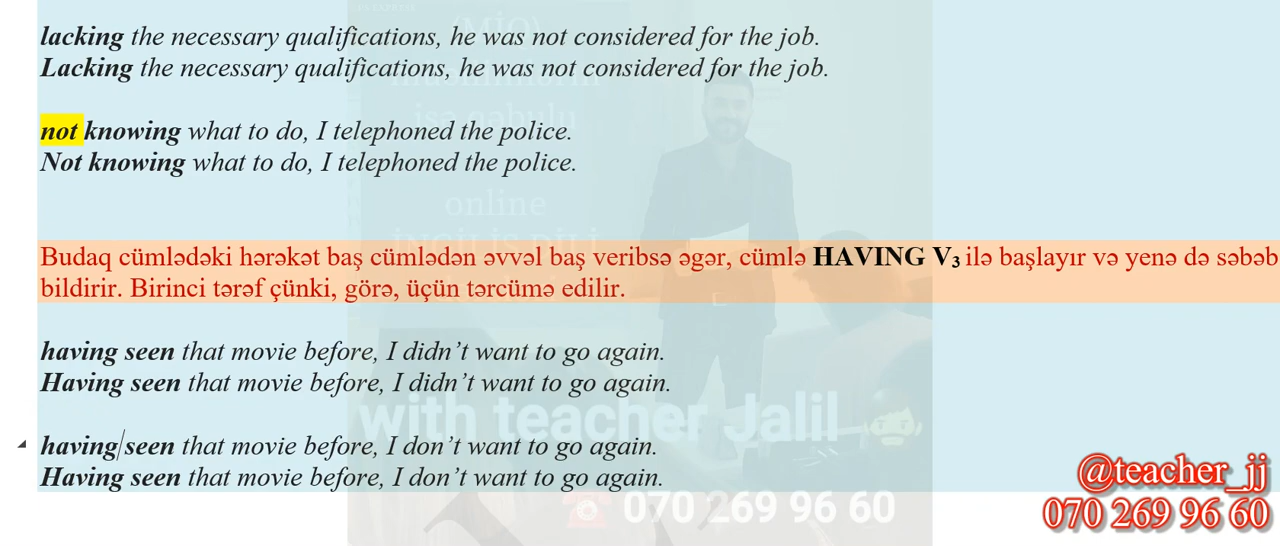 lacking the necessary qualifications, he was not considered for the job.
Lacking the necessary qualifications, he was not considered for the job.
not knowing what to do, I telephoned the police.
Not knowing what to do, I telephoned the police.
online
İNGİLİS DİLİ
Budaq cümlədəki hərəkət baş cümlədən əvvəl baş veribsə əgər, cümlə HAVING V₃ ilə başlayır və yenə də səbəb
bildirir. Birinci tərəf çünki, görə, üçün tərcümə edilir.
having seen that movie before, I didn’t want to go again.
Having seen that movie before, I didn’t want to go again.
with teacher Jalil
having seen that movie before, I don’t want to go again.
Having seen that movie before, I don’t want to go again.
@teacher_jj
070 269 96 60
070 269 96 60